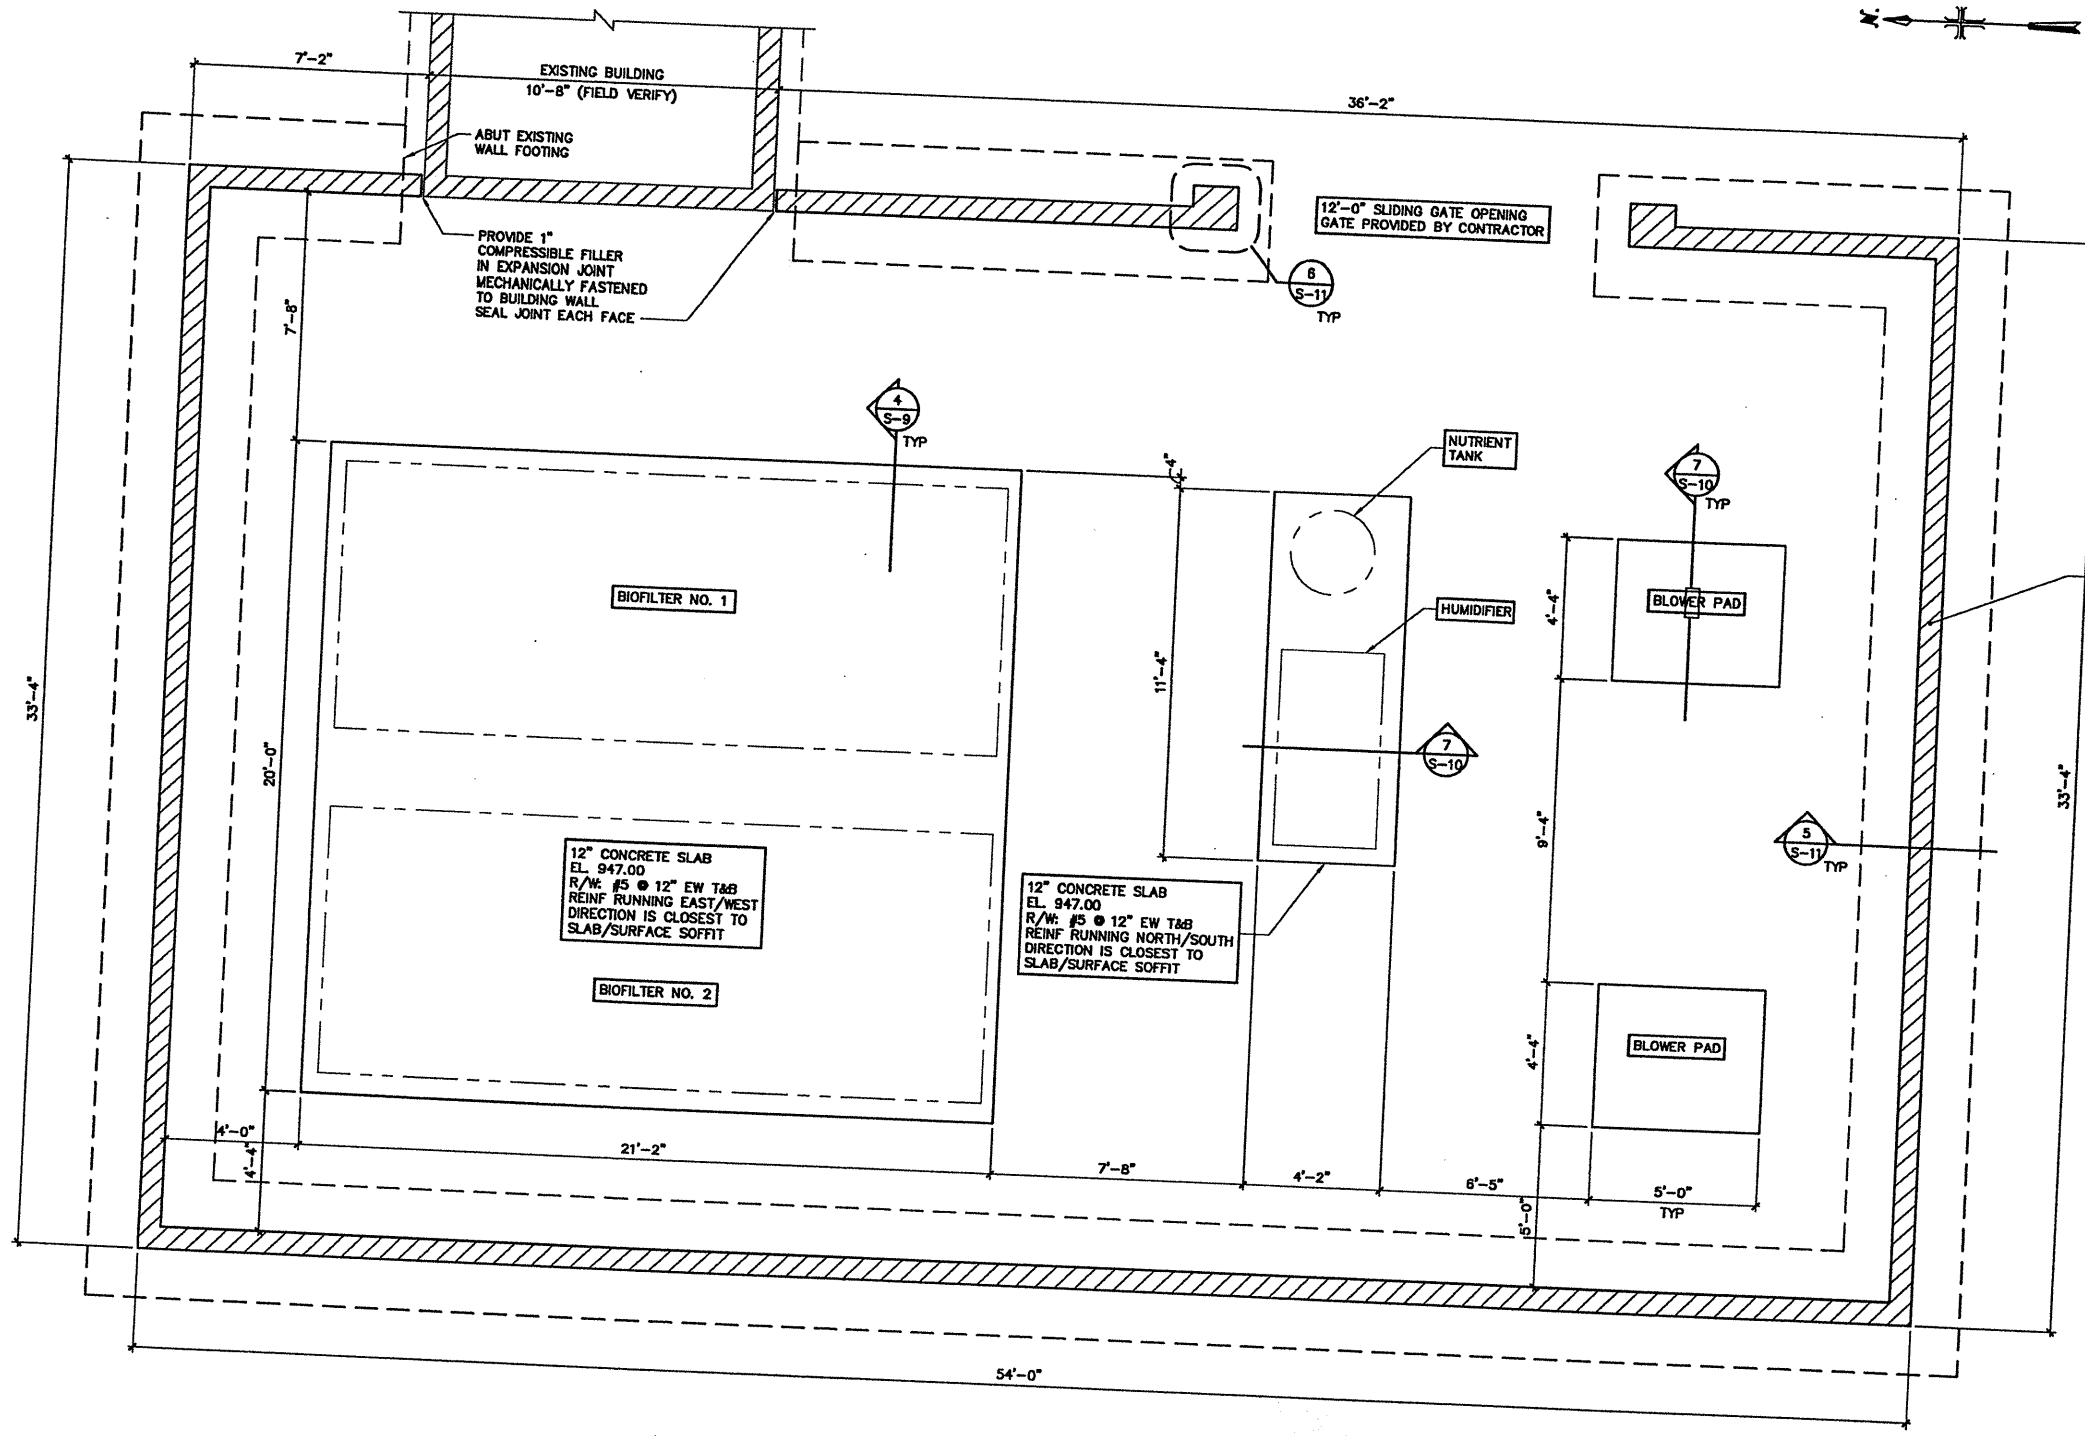 N.
7'-2"
EXISTING BUILDING
10'-8" (FIELD VERIFY)
36'-2"
ABUT EXISTING
WALL FOOTING
12'-0" SLIDING GATE OPENING
GATE PROVIDED BY CONTRACTOR
PROVIDE 1"
COMPRESSIBLE FILLER
IN EXPANSION JOINT
MECHANICALLY FASTENED
TO BUILDING WALL
SEAL JOINT EACH FACE
6
S-11
TYP
7'-8"
4
S-9
TYP
NUTRIENT
TANK
7
S-10
TYP
BIOFILTER NO. 1
HUMIDIFIER
4'-4"
BLOWER PAD
11'-4"
33'-4"
20'-0"
7
S-10
9'-4"
5
S-11
TYP
33'-4"
12" CONCRETE SLAB
EL. 947.00
R/W: #5 @ 12" EW T&B
REINF RUNNING EAST/WEST
DIRECTION IS CLOSEST TO
SLAB/SURFACE SOFFIT
12" CONCRETE SLAB
EL. 947.00
R/W: #5 @ 12" EW T&B
REINF RUNNING NORTH/SOUTH
DIRECTION IS CLOSEST TO
SLAB/SURFACE SOFFIT
BIOFILTER NO. 2
4'-4"
BLOWER PAD
4'-0"
4'-4"
21'-2"
7'-8"
4'-2"
6'-5"
5'-0"
TYP
5'-0"
54'-0"